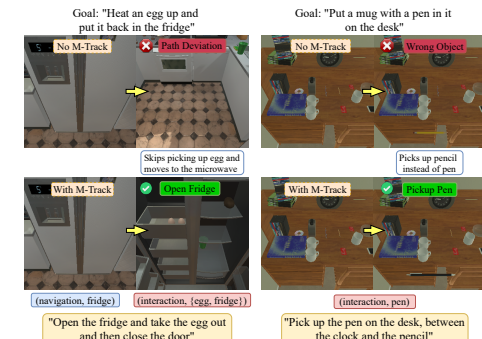 Goal: "Heat an egg up and
put it back in the fridge"
No M-Track
Path Deviation
Skips picking up egg and
moves to the microwave
With M-Track
Open Fridge
(navigation, fridge)
(interaction, {egg, fridge})
"Open the fridge and take the egg out
and then close the door"
Goal: "Put a mug with a pen in it
on the desk"
No M-Track
Wrong Object
Picks up pencil
instead of pen
With M-Track
Pickup Pen
(interaction, pen)
"Pick up the pen on the desk, between
the clock and the pencil"